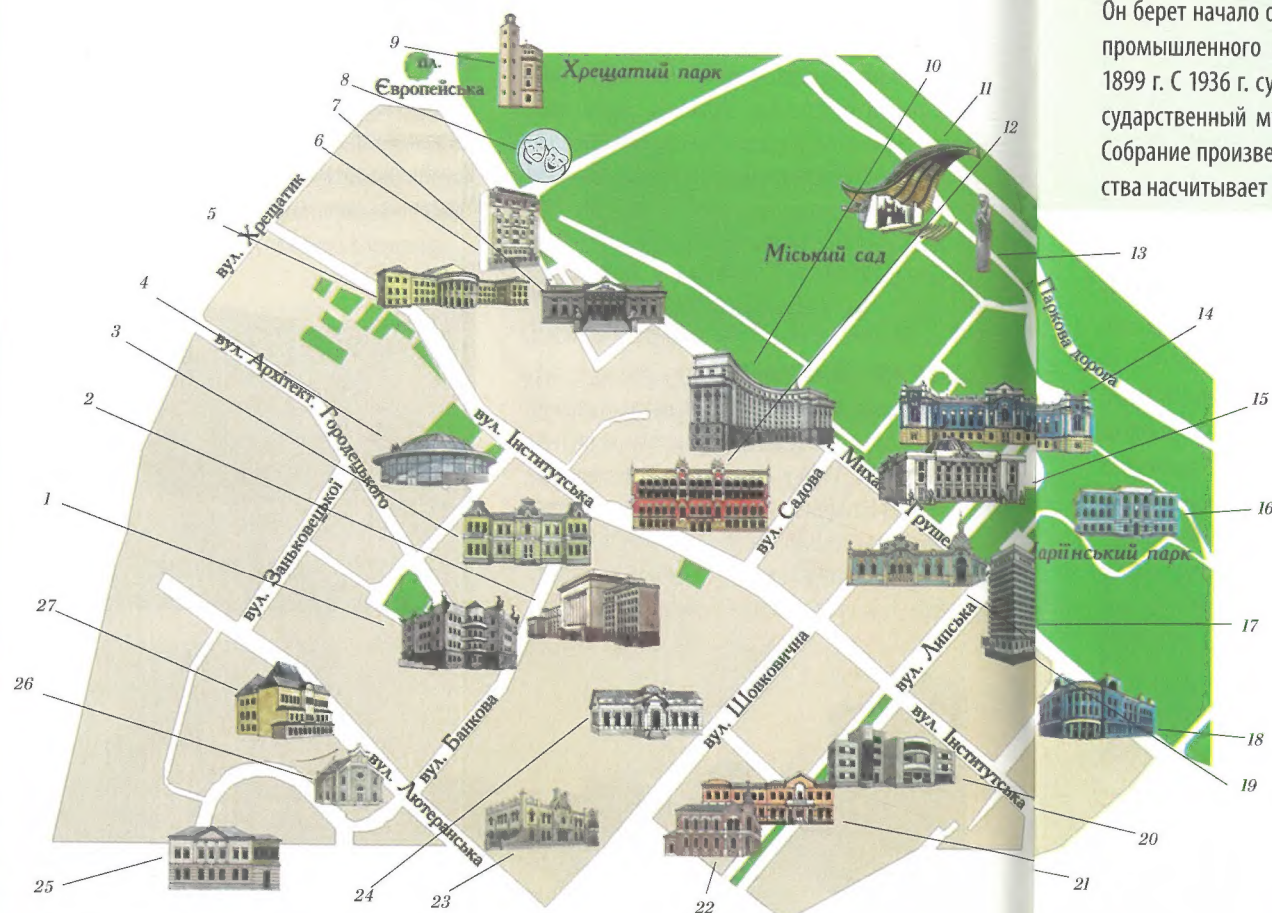 Он берет начало о
промышленного
1899 г. С 1936 г. су
сударственный м
Собрание произве
ства насчитывает
9
пл.
Європейська
Хрещатий парк
8
7
6
10
11
12
5
вул. Хрещатик
4
3
2
1
Міський сад
13
Паркова дорога
14
15
16
вул. Архітект. Городецького
вул. Інститутська
вул. Заньковецької
вул. Садова
. Миха
Груше
аріїнський парк
17
27
26
вул. Банкова
вул. Шовковична
вул. Липська
вул. Інститутська
18
19
20
21
вул. Лютеранська
25
23
24
22